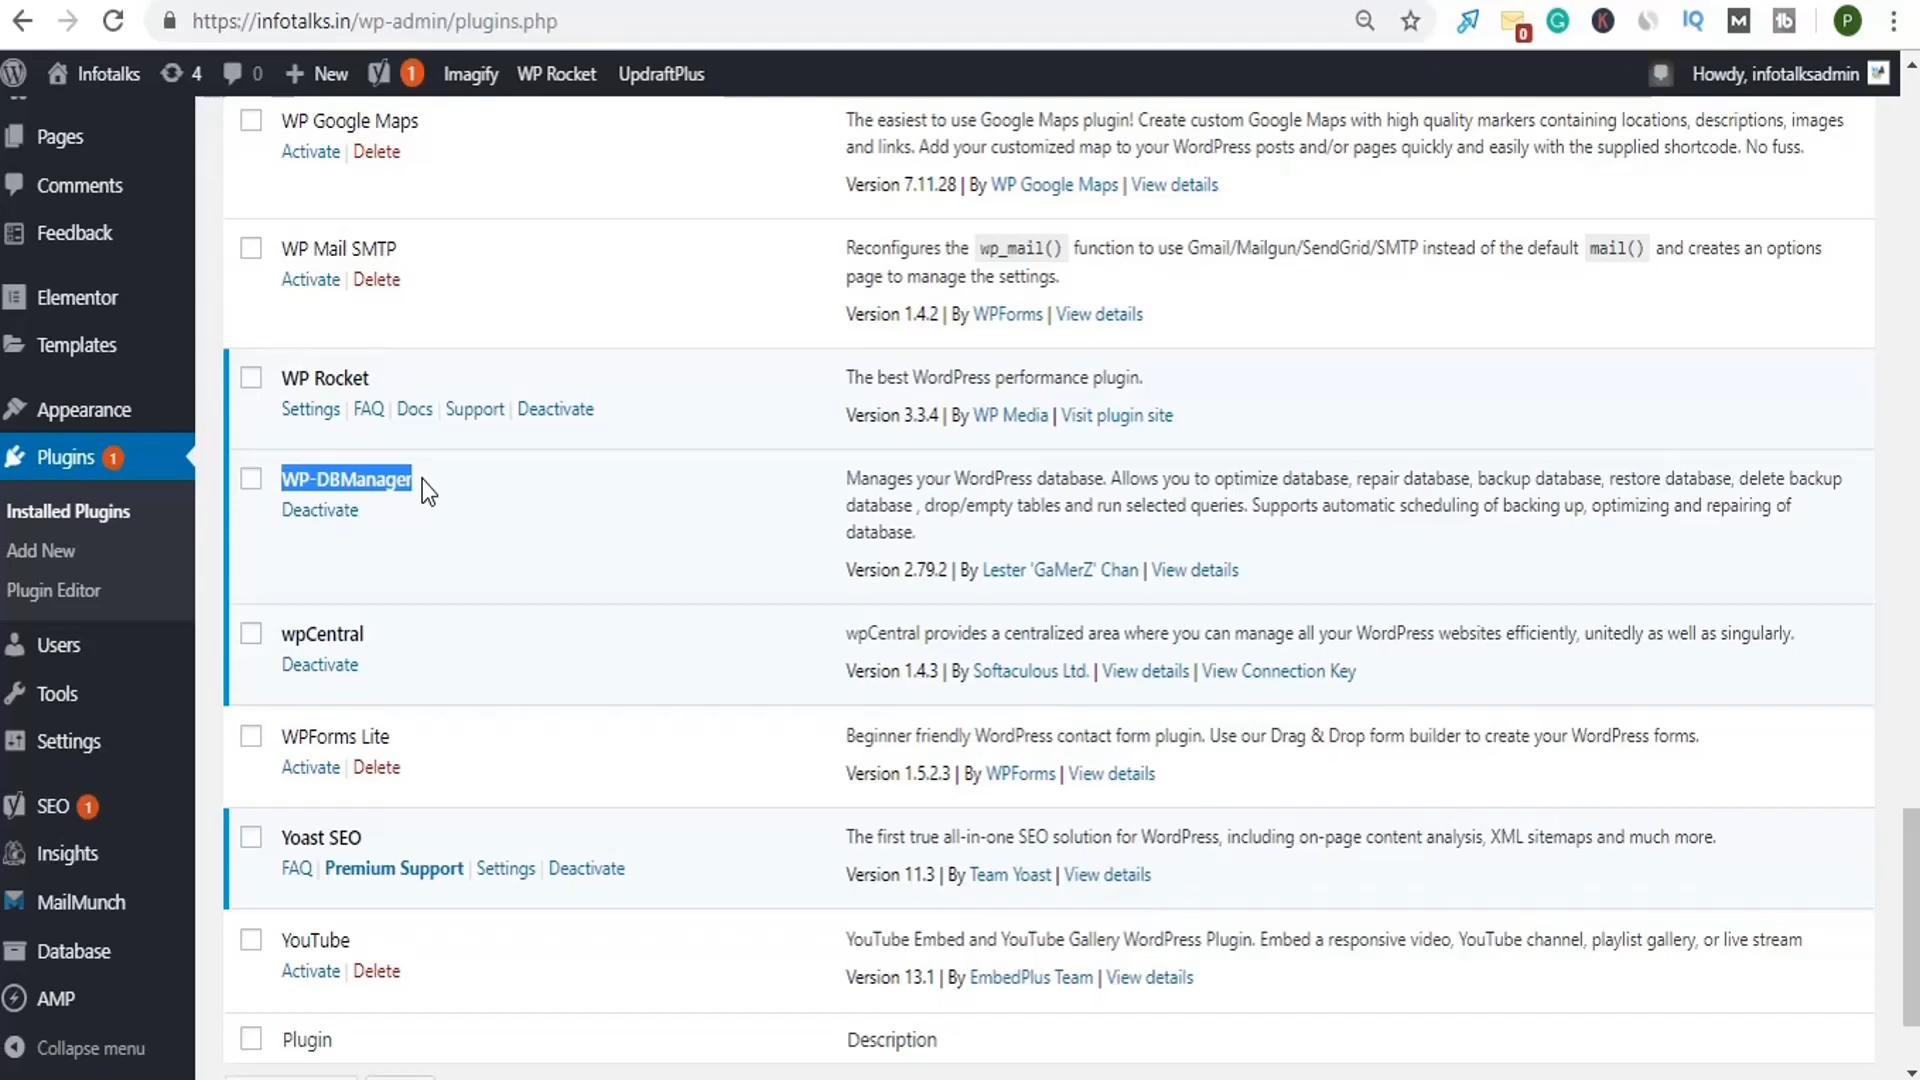 https://infotalks.in/wp-admin/plugins.php
0
K
IQ
M
tb
P
Infotalks 4 0 New 1 Imagify WP Rocket UpdraftPlus Howdy, infotalksadmin
Pages
Comments
Feedback
Elementor
Templates
Appearance
Plugins 1
Installed Plugins
Add New
Plugin Editor
Users
Tools
Settings
SEO 1
Insights
MailMunch
Database
AMP
Collapse menu
WP Google Maps
Activate | Delete
The easiest to use Google Maps plugin! Create custom Google Maps with high quality markers containing locations, descriptions, images
and links. Add your customized map to your WordPress posts and/or pages quickly and easily with the supplied shortcode. No fuss.
Version 7.11.28 | By WP Google Maps | View details
WP Mail SMTP
Activate | Delete
Reconfigures the wp_mail() function to use Gmail/Mailgun/SendGrid/SMTP instead of the default mail() and creates an options
page to manage the settings.
Version 1.4.2 | By WPForms | View details
WP Rocket
Settings | FAQ | Docs | Support | Deactivate
The best WordPress performance plugin.
Version 3.3.4 | By WP Media | Visit plugin site
WP-DBManager
Deactivate
Manages your WordPress database. Allows you to optimize database, repair database, backup database, restore database, delete backup
database , drop/empty tables and run selected queries. Supports automatic scheduling of backing up, optimizing and repairing of
database.
Version 2.79.2 | By Lester 'GaMerZ' Chan | View details
wpCentral
Deactivate
wpCentral provides a centralized area where you can manage all your WordPress websites efficiently, unitedly as well as singularly.
Version 1.4.3 | By Softaculous Ltd. | View details | View Connection Key
WPForms Lite
Activate | Delete
Beginner friendly WordPress contact form plugin. Use our Drag & Drop form builder to create your WordPress forms.
Version 1.5.2.3 | By WPForms | View details
Yoast SEO
FAQ | Premium Support | Settings | Deactivate
The first true all-in-one SEO solution for WordPress, including on-page content analysis, XML sitemaps and much more.
Version 11.3 | By Team Yoast | View details
YouTube
Activate | Delete
YouTube Embed and YouTube Gallery WordPress Plugin. Embed a responsive video, YouTube channel, playlist gallery, or live stream
Version 13.1 | By EmbedPlus Team | View details
Plugin
Description